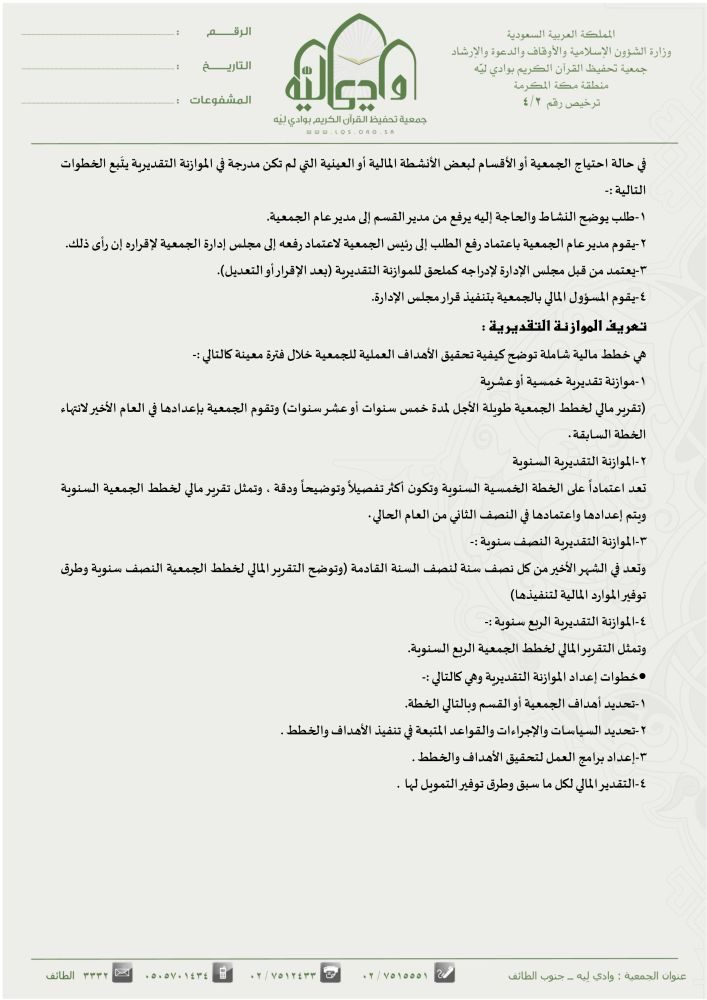 المملكة العربية السعودية
وزارة الشؤون الإسلامية والأوقاف والدعوة والإرشاد
جمعية تحفيظ القرآن الكريم بوادي ليّه
منطقة مكة المكرمة
ترخيص رقم ٤/٢
وادي ليّه
جمعية تحفيظ القرآن الكريم بوادي ليّه
WWW.LQS.ORG.SA
الرقـــم :
التاريـــخ :
المشفوعات :
في حالة احتياج الجمعية أو الأقسام لبعض الأنشطة المالية أو العينية التي لم تكن مدرجة في الموازنة التقديرية يتّبع الخطوات
التالية :-
١-طلب يوضح النشاط والحاجة إليه يرفع من مدير القسم إلى مدير عام الجمعية.
٢-يقوم مدير عام الجمعية باعتماد رفع الطلب إلى رئيس الجمعية لاعتماد رفعه إلى مجلس إدارة الجمعية لإقراره إن رأى ذلك.
٣-يعتمد من قبل مجلس الإدارة لإدراجه كملحق للموازنة التقديرية (بعد الإقرار أو التعديل).
٤-يقوم المسؤول المالي بالجمعية بتنفيذ قرار مجلس الإدارة.
تعريف الموازنة التقديرية :
هي خطط مالية شاملة توضح كيفية تحقيق الأهداف العملية للجمعية خلال فترة معينة كالتالي :-
١-موازنة تقديرية خمسية أو عشرية
(تقرير مالي لخطط الجمعية طويلة الأجل لمدة خمس سنوات أو عشر سنوات) وتقوم الجمعية بإعدادها في العام الأخير لانتهاء
الخطة السابقة.
٢-الموازنة التقديرية السنوية
تعد اعتماداً على الخطة الخمسية السنوية وتكون أكثر تفصيلاً وتوضيحاً ودقة ، وتمثل تقرير مالي لخطط الجمعية السنوية
ويتم إعدادها واعتمادها في النصف الثاني من العام الحالي.
٣-الموازنة التقديرية النصف سنوية :-
وتعد في الشهر الأخير من كل نصف سنة لنصف السنة القادمة (وتوضح التقرير المالي لخطط الجمعية النصف سنوية وطرق
توفير الموارد المالية لتنفيذها)
٤-الموازنة التقديرية الربع سنوية :-
وتمثل التقرير المالي لخطط الجمعية الربع السنوية.
●خطوات إعداد الموازنة التقديرية وهي كالتالي :-
١-تحديد أهداف الجمعية أو القسم وبالتالي الخطة.
٢-تحديد السياسات والإجراءات والقواعد المتبعة في تنفيذ الأهداف والخطط .
٣-إعداد برامج العمل لتحقيق الأهداف والخطط .
٤-التقدير المالي لكل ما سبق وطرق توفير التمويل لها .
عنوان الجمعية : وادي ليه – جنوب الطائف ٠٢ / ٧٥١٥٥٥١ ٠٢ / ٧٥١٢٤٣٣ ٠٥٠٥٧٠١٤٣٤ ٣٣٣٢ الطائف